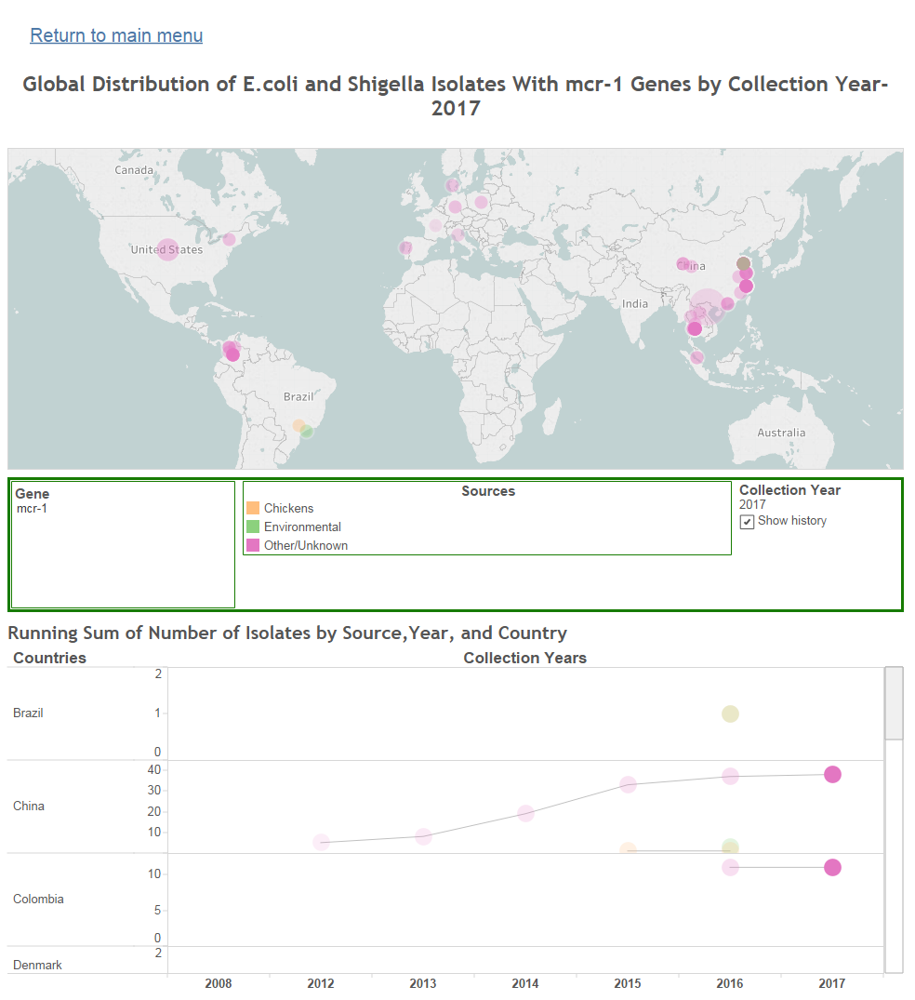 Return to main menu
Global Distribution of E.coli and Shigella Isolates With mcr-1 Genes by Collection Year-
2017
Canada
United States
China
India
Brazil
Australia
Gene
mcr-1
Sources
Chickens
Environmental
Other/Unknown
Collection Year
2017
Show history
Running Sum of Number of Isolates by Source,Year, and Country
Countries
Collection Years
2
Brazil
1
0
40
30
China
20
10
10
Colombia
5
0
2
Denmark
2008 2012 2013 2014 2015 2016 2017